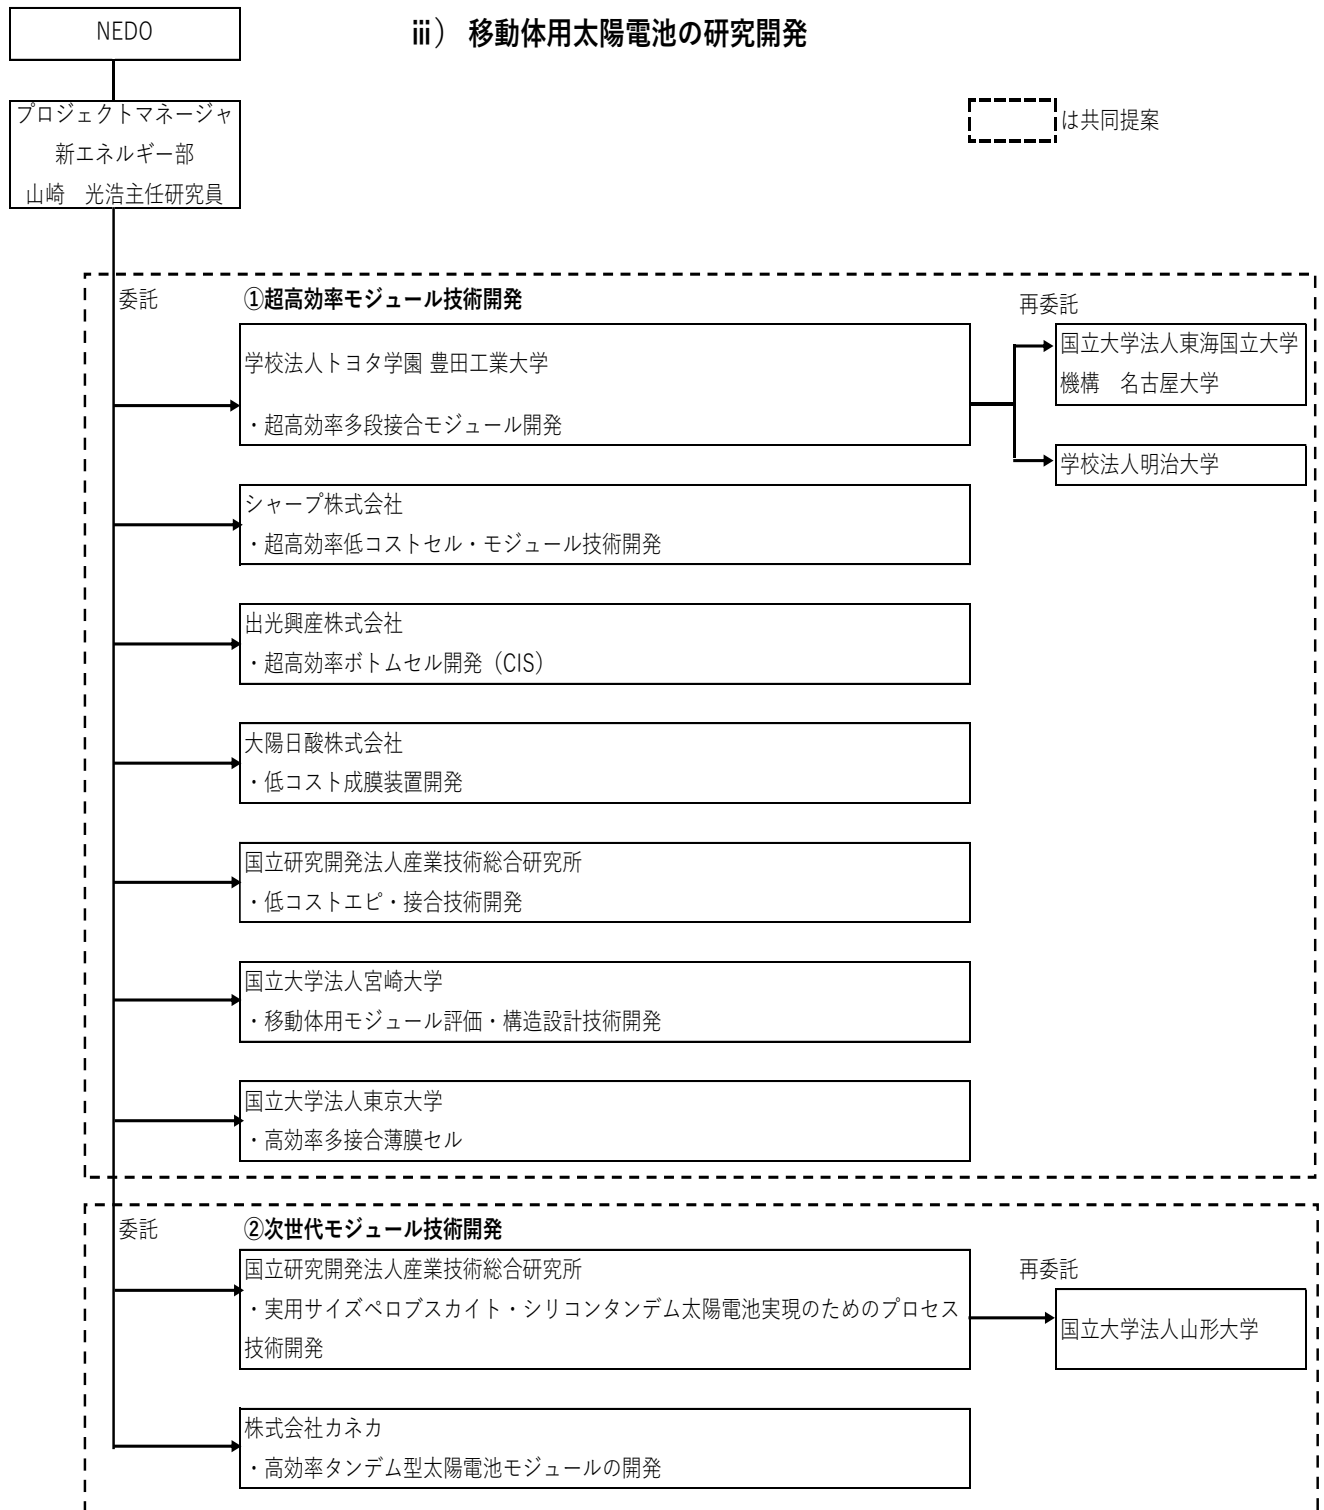 NEDO
iii） 移動体用太陽電池の研究開発
プロジェクトマネージャ
新エネルギー部
山崎　光浩主任研究員
は共同提案
委託
①超高効率モジュール技術開発
再委託
学校法人トヨタ学園 豊田工業大学
・超高効率多段接合モジュール開発
国立大学法人東海国立大学
機構　名古屋大学
学校法人明治大学
シャープ株式会社
・超高効率低コストセル・モジュール技術開発
出光興産株式会社
・超高効率ボトムセル開発（CIS）
大陽日酸株式会社
・低コスト成膜装置開発
国立研究開発法人産業技術総合研究所
・低コストエピ・接合技術開発
国立大学法人宮崎大学
・移動体用モジュール評価・構造設計技術開発
国立大学法人東京大学
・高効率多接合薄膜セル
委託
②次世代モジュール技術開発
再委託
国立研究開発法人産業技術総合研究所
・実用サイズペロブスカイト・シリコンタンデム太陽電池実現のためのプロセス
技術開発
国立大学法人山形大学
株式会社カネカ
・高効率タンデム型太陽電池モジュールの開発